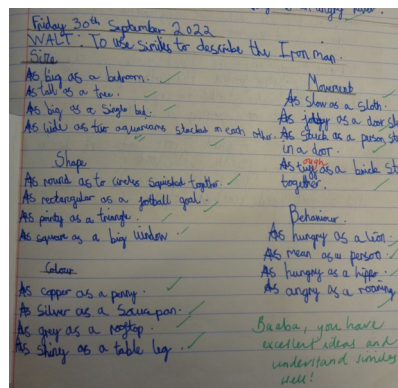 Friday 30th September 2022
WALT: To use similes to describe the Iron man.
Size
As big as a bedroom.
As tall as a tree.
As big as a single bed.
As wide as two aquariams stacked on each other.
Shape
As round as to circles sqished together.
As rectangular as a football goal.
As pointy as a triangle.
As square as a big window
Colour
As copper as a penny.
As silver as a saucepan.
As grey as a rooftop.
As shiny as a table leg.
Movement
As slow as a sloth.
As as a door
As stuck as a person
in a door.
ough
As as a brick
together.
Behaviour.
As hungry as a lion.
As mean as a person
As hungry as a hippo
As angry as a roaring
you have
excellent ideas and
understand similes
well!